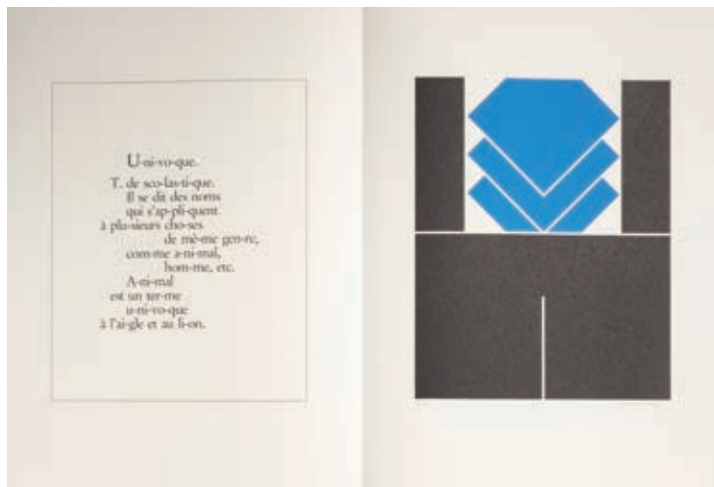 U-ni-vo-que.
T. de sco-las-ti-que.
Il se dit des noms
qui s'ap-pli-quent
à plu-sieurs cho-ses
de mê-me gen-re,
com-me a-ni-mal,
hom-me, etc.
A-ni-mal
est un ter-me
u-ni-vo-que
à l'ai-gle et au li-on.